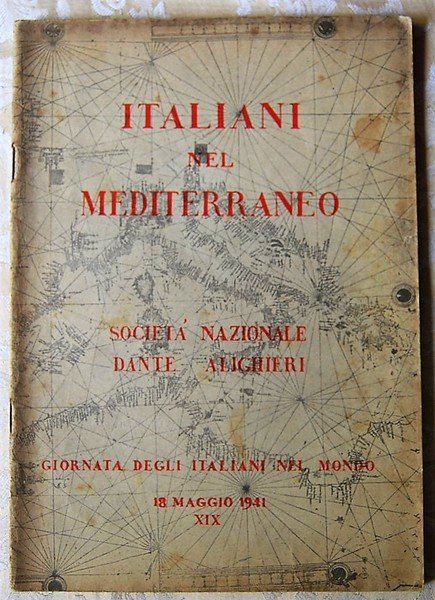 ITALIANI
NEL
MEDITERRANEO
SOCIETÁ NAZIONALE
DANTE ALIGHIERI
GIORNATA DEGLI ITALIANI NEL MONDO
18 MAGGIO 1941
XIX